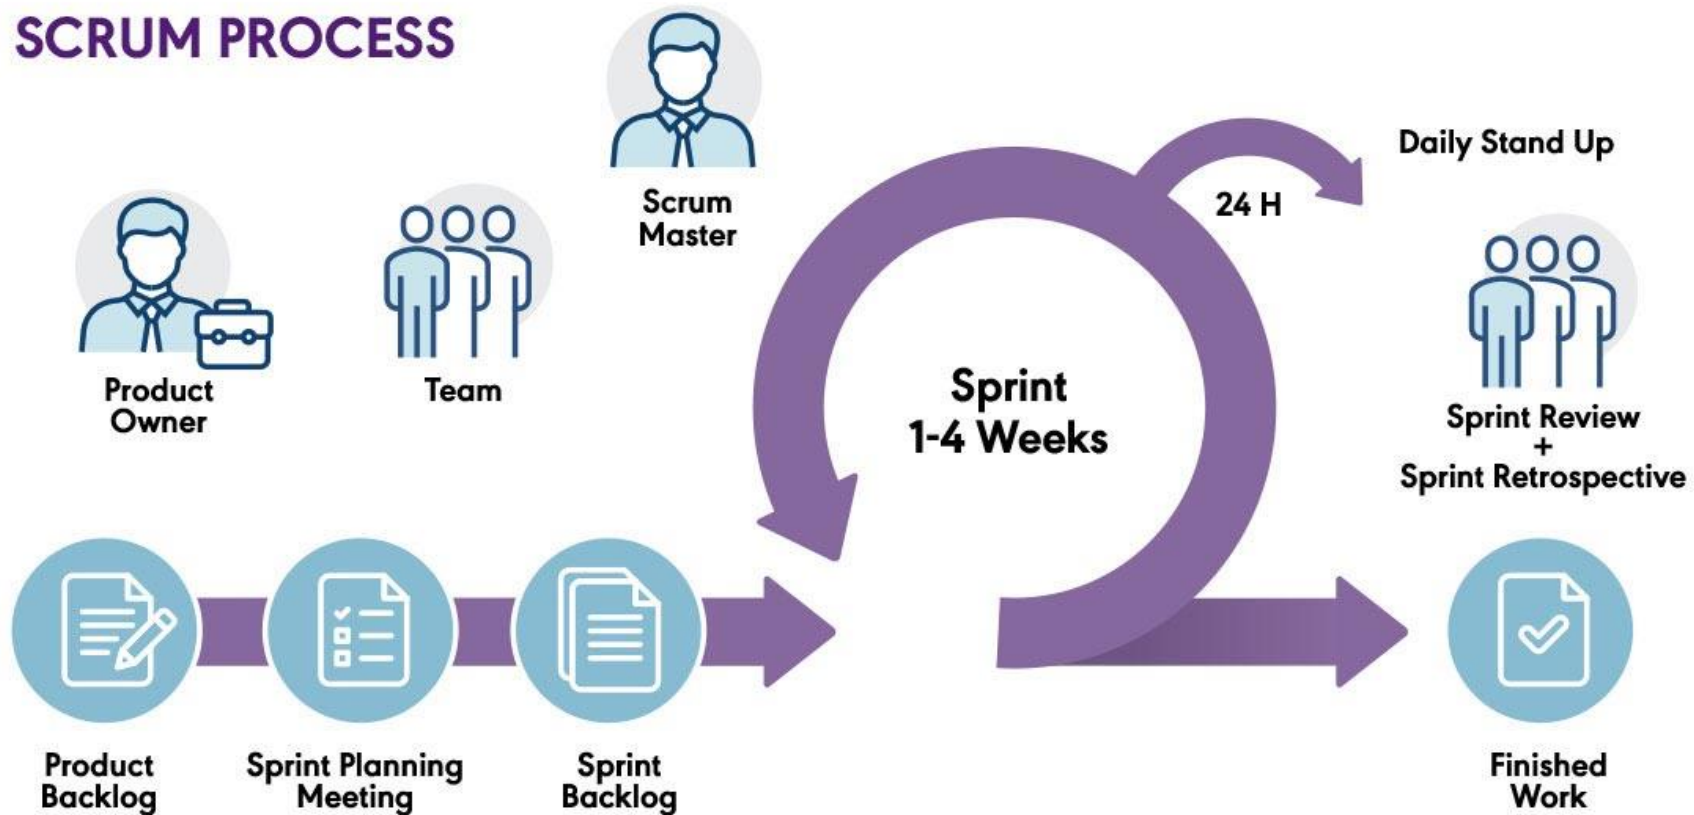 SCRUM PROCESS
Scrum
Master
Product
Owner
Team
Daily Stand Up
24 H
Sprint
1-4 Weeks
Sprint Review
+
Sprint Retrospective
Product
Backlog
Sprint Planning
Meeting
Sprint
Backlog
Finished
Work